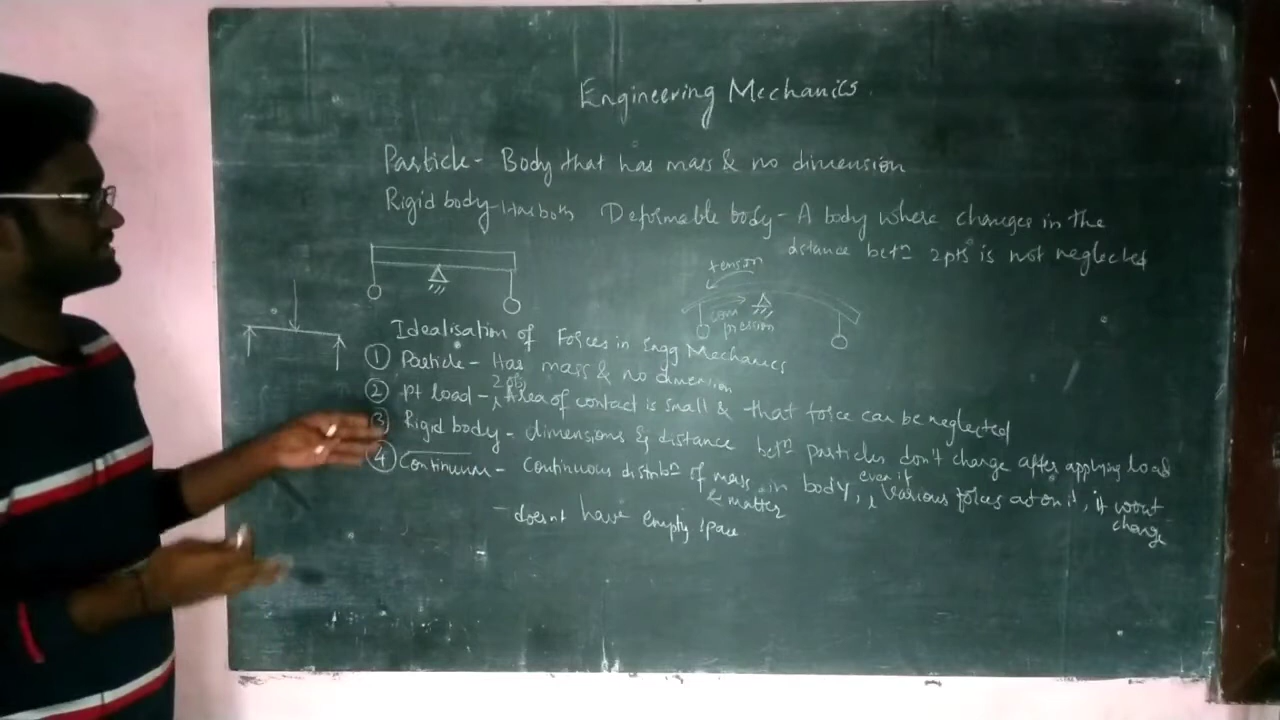 Engineering Mechanics
Particle - Body that has mass & no dimension
Rigid body - Has both Deformable body - A body where changes in the
distance betn 2pts is not neglected
tension
com
pression
Idealisation of Forces in Engg Mechanics
① Particle - Has mass & no dimension
② Pt load - 2 pts Area of contact is small & that force can be neglected
③ Rigid body - dimensions & distance betn particles don't change after applying load
④ Continuum - Continuous distribn of mass & matter in body, even if various forces act on it, it wont change
- doesnt have empty space